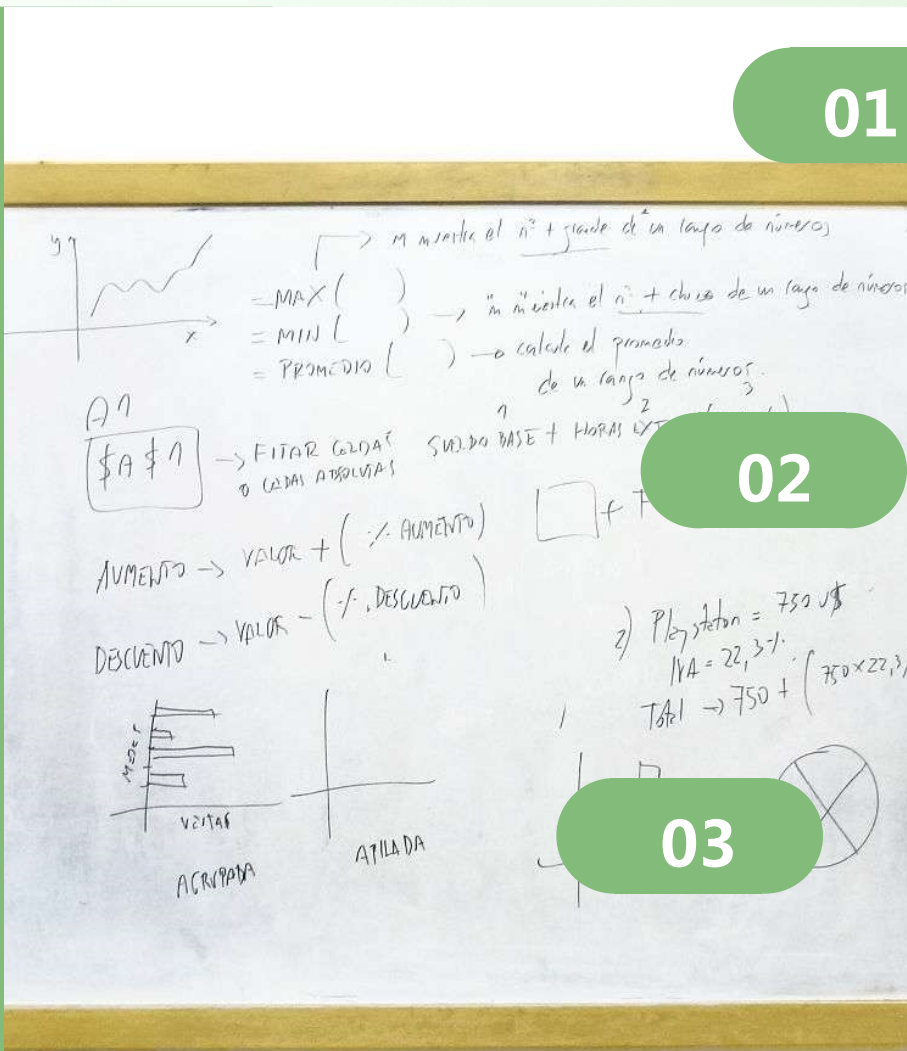 01
y
x
muestra el nº + grande de un rango de números
= MAX ( )
= MIN ( ) → muestra el nº + chico de un rango de números
= PROMEDIO ( ) → calcule el promedio
de un rango de números.
A1
$A$1 → FITAR CELDAS
O CELDAS ABSOLUTAS
1 2 3
SUELDO BASE + HORAS EXT
02
+
AUMENTO → VALOR + ( % AUMENTO)
DESCUENTO → VALOR - ( % DESCUENTO)
2) Playstation = 750 U$
IVA = 22,3%
Total → 750 + (750x22,3
MESES
VENTAS
AGRUPADA
APILADA
03